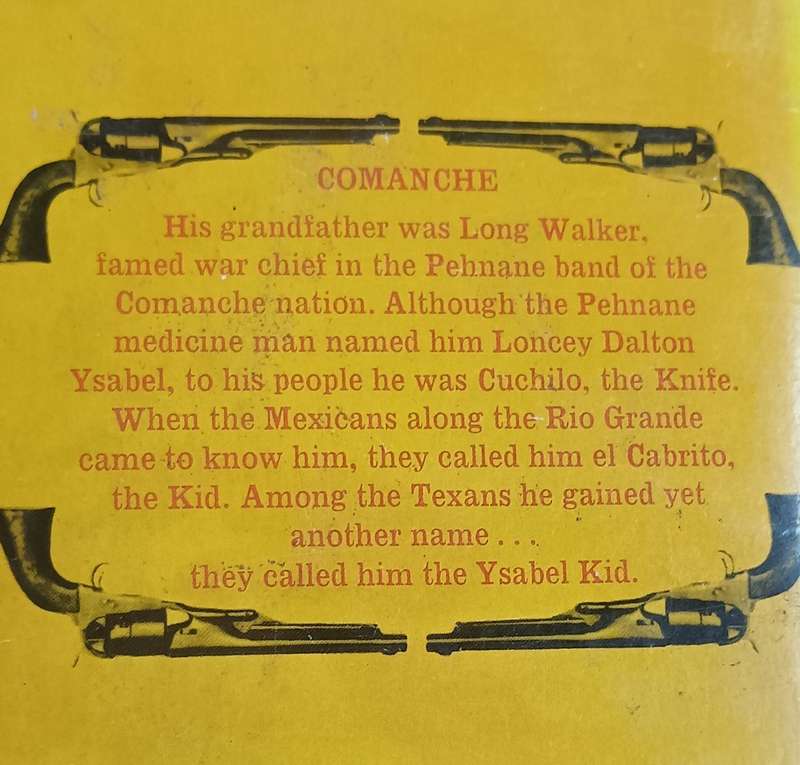 COMANCHE
His grandfather was Long Walker,
famed war chief in the Pehnane band of the
Comanche nation. Although the Pehnane
medicine man named him Loncey Dalton
Ysabel, to his people he was Cuchilo, the Knife.
When the Mexicans along the Rio Grande
came to know him, they called him el Cabrito,
the Kid. Among the Texans he gained yet
another name . . .
they called him the Ysabel Kid.